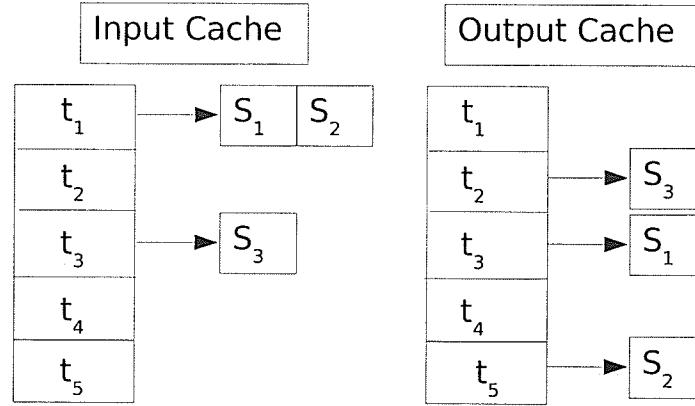 Input Cache
Output Cache
t₁ S₁ S₂
t₂
t₃ S₃
t₄
t₅
t₁
t₂ S₃
t₃ S₁
t₄
t₅ S₂